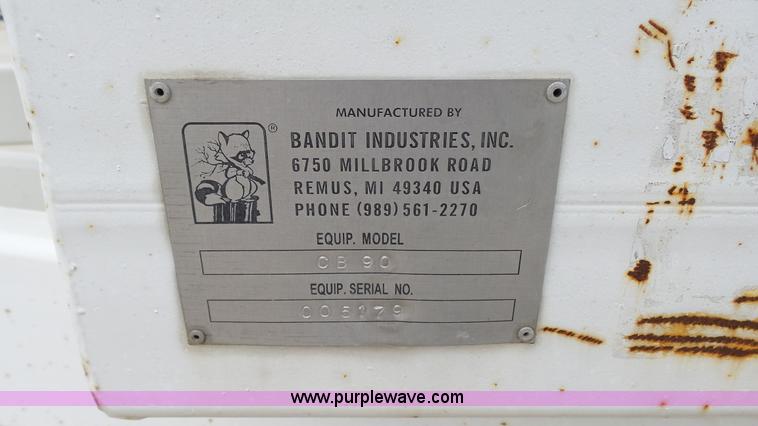 MANUFACTURED BY
®
BANDIT INDUSTRIES, INC.
6750 MILLBROOK ROAD
REMUS, MI 49340 USA
PHONE (989) 561-2270
EQUIP. MODEL
CB 90
EQUIP. SERIAL NO.
005179
www.purplewave.com